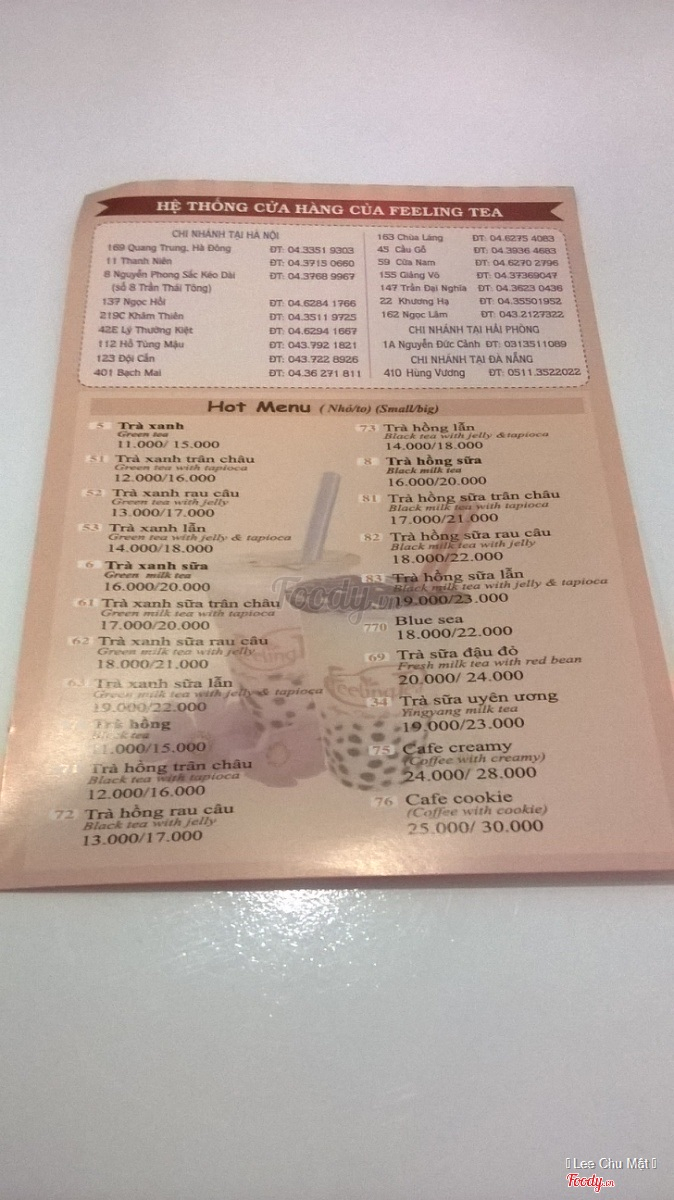 HỆ THỐNG CỬA HÀNG CỦA FEELING TEA
CHI NHÁNH TẠI HÀ NỘI
169 Quang Trung, Hà Đông ĐT: 04.3351 9303
11 Thanh Niên ĐT: 04.3715 0660
8 Nguyễn Phong Sắc Kéo Dài ĐT: 04.3768 9967
(số 8 Trần Thái Tông)
137 Ngọc Hồi ĐT: 04.6284 1766
219C Khâm Thiên ĐT: 04.3511 9725
42E Lý Thường Kiệt ĐT: 04.6294 1667
112 Hồ Tùng Mậu ĐT: 043.792 1821
123 Đội Cấn ĐT: 043.722 8926
401 Bạch Mai ĐT: 04.36 271 811
163 Chùa Láng ĐT: 04.6275 4083
45 Cầu Gỗ ĐT: 04.3936 4683
59 Cửa Nam ĐT: 04.6270 2796
155 Giảng Võ ĐT: 04.37369047
147 Trần Đại Nghĩa ĐT: 04.3623 0436
22 Khương Hạ ĐT: 04.35501952
162 Ngọc Lâm ĐT: 043.2127322
CHI NHÁNH TẠI HẢI PHÒNG
1A Nguyễn Đức Cảnh ĐT: 0313511089
CHI NHÁNH TẠI ĐÀ NẴNG
410 Hùng Vương ĐT: 0511.3522022
Hot Menu ( Nhỏ/to) (Small/big)
5 Trà xanh
Green tea
11.000/ 15.000
51 Trà xanh trân châu
Green tea with tapioca
12.000/16.000
52 Trà xanh rau câu
Green tea with jelly
13.000/17.000
53 Trà xanh lẫn
Green tea with jelly & tapioca
14.000/18.000
6 Trà xanh sữa
Green milk tea
16.000/20.000
61 Trà xanh sữa trân châu
Green milk tea with tapioca
17.000/20.000
62 Trà xanh sữa rau câu
Green milk tea with jelly
18.000/21.000
63 Trà xanh sữa lẫn
Green milk tea with jelly & tapioca
19.000/22.000
Trà hồng
Black tea
11.000/15.000
71 Trà hồng trân châu
Black tea with tapioca
12.000/16.000
72 Trà hồng rau câu
Black tea with jelly
13.000/17.000
73 Trà hồng lẫn
Black tea with jelly &tapioca
14.000/18.000
8 Trà hồng sữa
Black milk tea
16.000/20.000
81 Trà hồng sữa trân châu
Black milk tea with tapioca
17.000/21.000
82 Trà hồng sữa rau câu
Black milk tea with jelly
18.000/22.000
83 Trà hồng sữa lẫn
Black milk tea with jelly & tapioca
19.000/23.000
770 Blue sea
18.000/22.000
69 Trà sữa đậu đỏ
Fresh milk tea with red bean
20.000/ 24.000
34 Trà sữa uyên ương
Yingyang milk tea
19.000/23.000
75 Cafe creamy
(Coffee with creamy)
24.000/ 28.000
76 Cafe cookie
(Coffee with cookie)
25.000/ 30.000
Foody.vn
feeling
feeling
Lee Chu Mật
Foody.vn